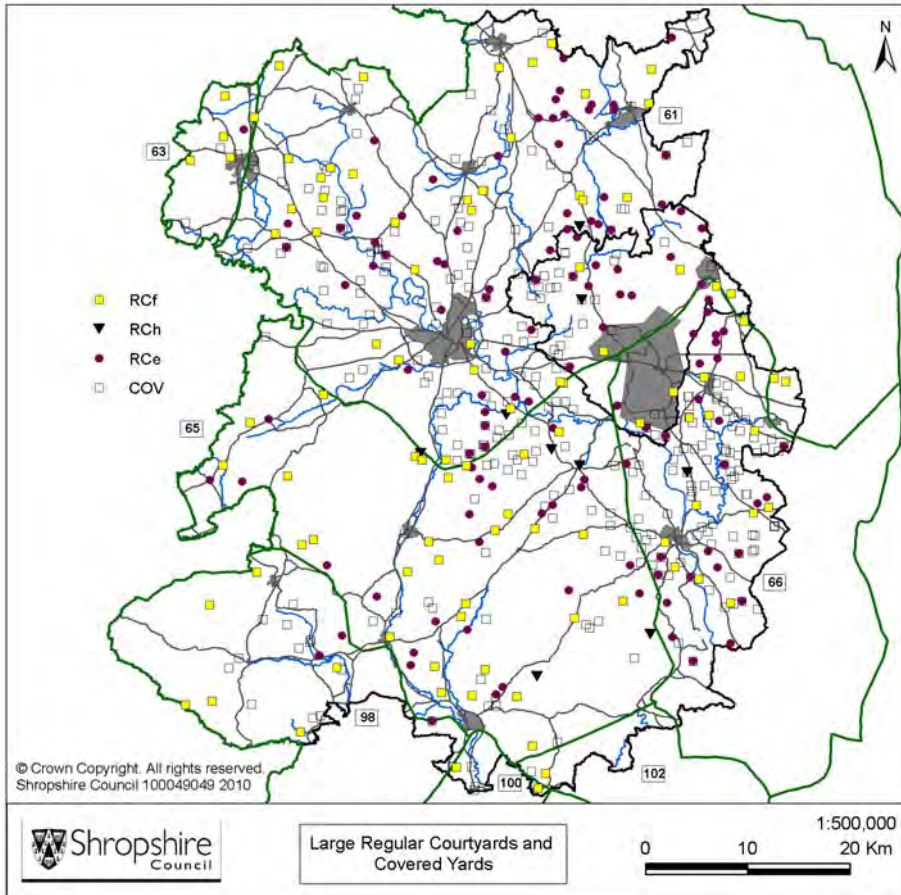 N
63
61
RCf
RCh
RCe
COV
65
66
98
100
102
© Crown Copyright. All rights reserved.
Shropshire Council 100049049 2010
Shropshire
Council
Large Regular Courtyards and
Covered Yards
1:500,000
0 10 20 Km